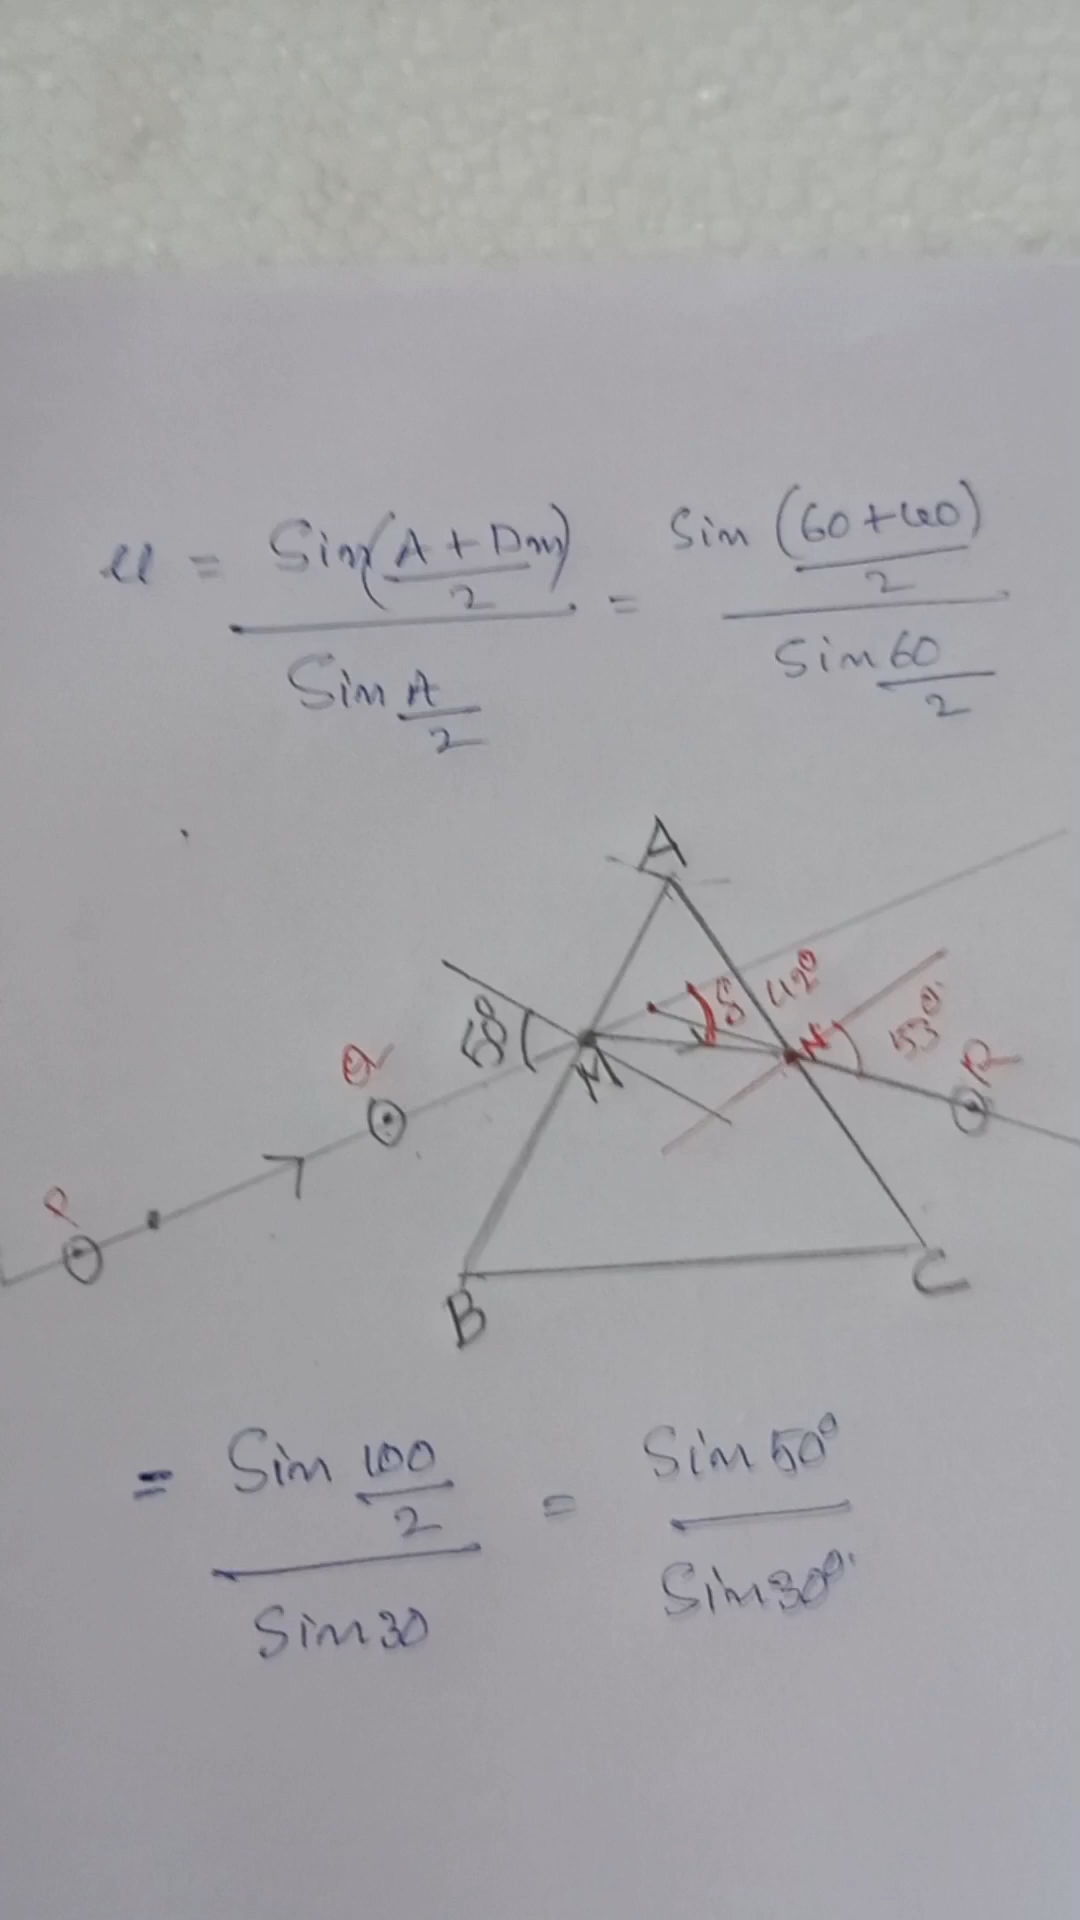 u = Sin(A + Dm)/2 / Sin A/2 = Sin (60+40)/2 / Sin 60/2
A
S 42°
53°
M N
Q R
P
B C
= Sin 100/2 / Sin 30 = Sin 50° / Sin 30°